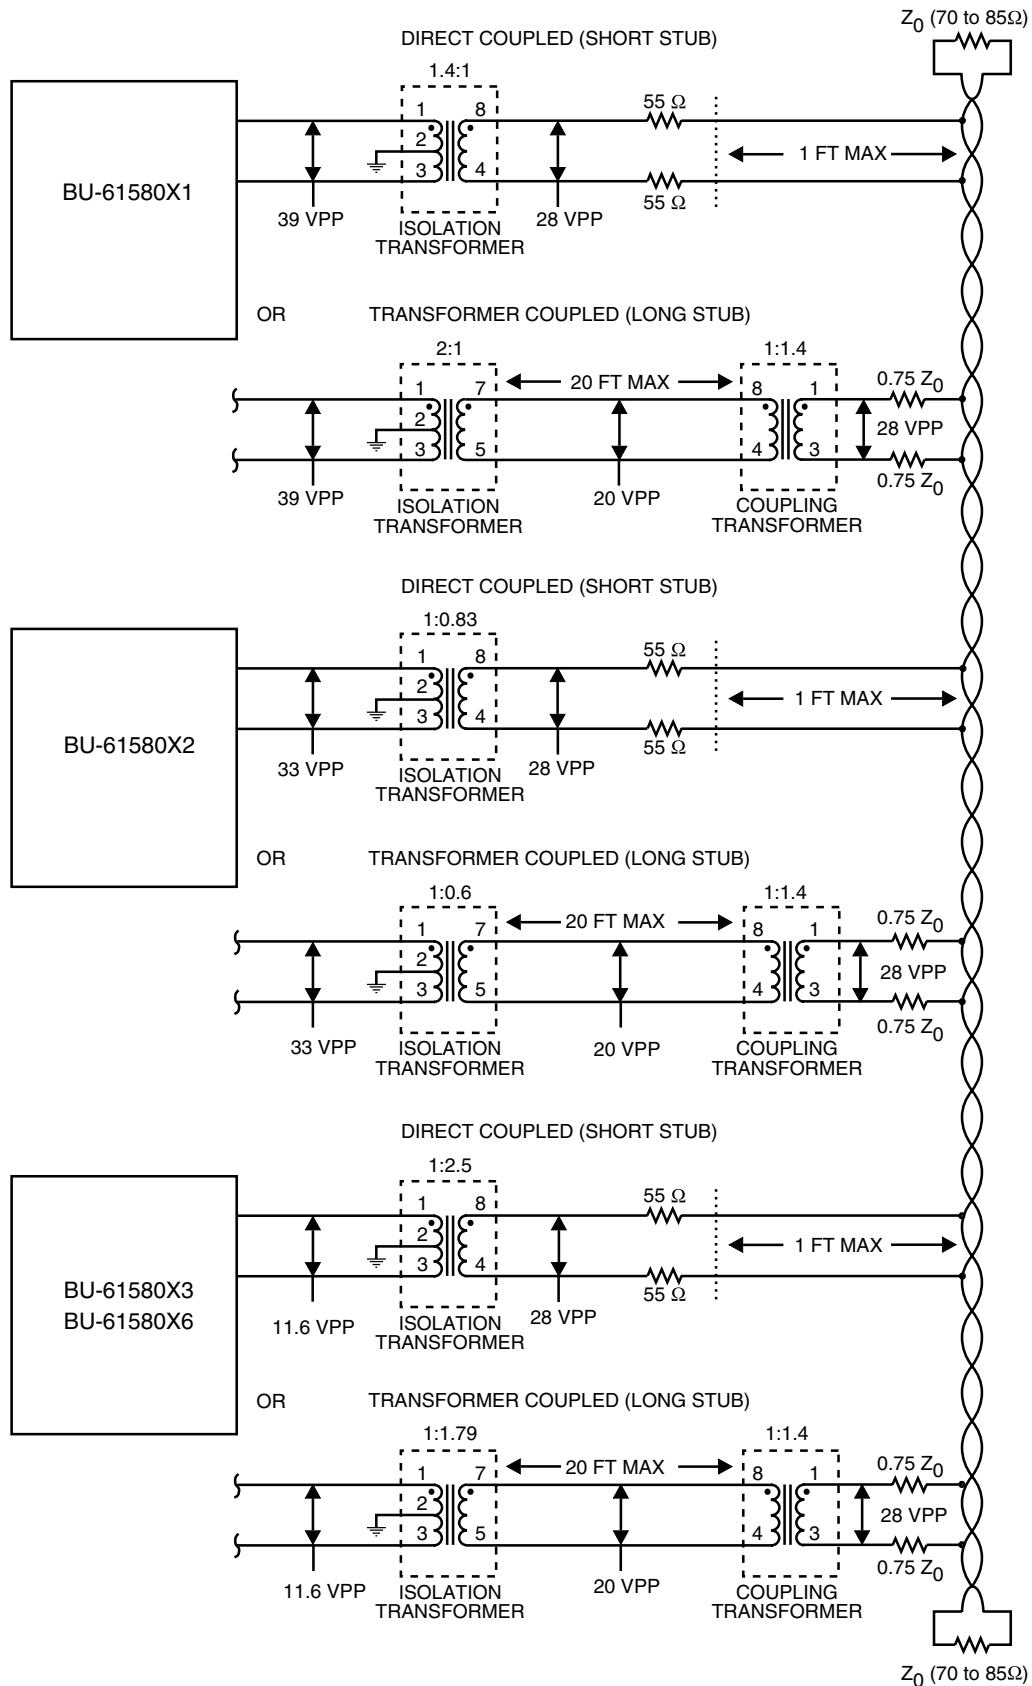 Z0 (70 to 85Ω)
DIRECT COUPLED (SHORT STUB)
1.4:1
BU-61580X1
1
2
3
8
4
55 Ω
55 Ω
1 FT MAX
39 VPP
28 VPP
ISOLATION
TRANSFORMER
OR
TRANSFORMER COUPLED (LONG STUB)
2:1
1:1.4
1
2
3
7
5
20 FT MAX
8
4
1
3
0.75 Z0
28 VPP
0.75 Z0
39 VPP
20 VPP
ISOLATION
TRANSFORMER
COUPLING
TRANSFORMER
DIRECT COUPLED (SHORT STUB)
1:0.83
BU-61580X2
1
2
3
8
4
55 Ω
55 Ω
1 FT MAX
33 VPP
28 VPP
ISOLATION
TRANSFORMER
OR
TRANSFORMER COUPLED (LONG STUB)
1:0.6
1:1.4
1
2
3
7
5
20 FT MAX
8
4
1
3
0.75 Z0
28 VPP
0.75 Z0
33 VPP
20 VPP
ISOLATION
TRANSFORMER
COUPLING
TRANSFORMER
DIRECT COUPLED (SHORT STUB)
1:2.5
BU-61580X3
BU-61580X6
1
2
3
8
4
55 Ω
55 Ω
1 FT MAX
11.6 VPP
28 VPP
ISOLATION
TRANSFORMER
OR
TRANSFORMER COUPLED (LONG STUB)
1:1.79
1:1.4
1
2
3
7
5
20 FT MAX
8
4
1
3
0.75 Z0
28 VPP
0.75 Z0
11.6 VPP
20 VPP
ISOLATION
TRANSFORMER
COUPLING
TRANSFORMER
Z0 (70 to 85Ω)